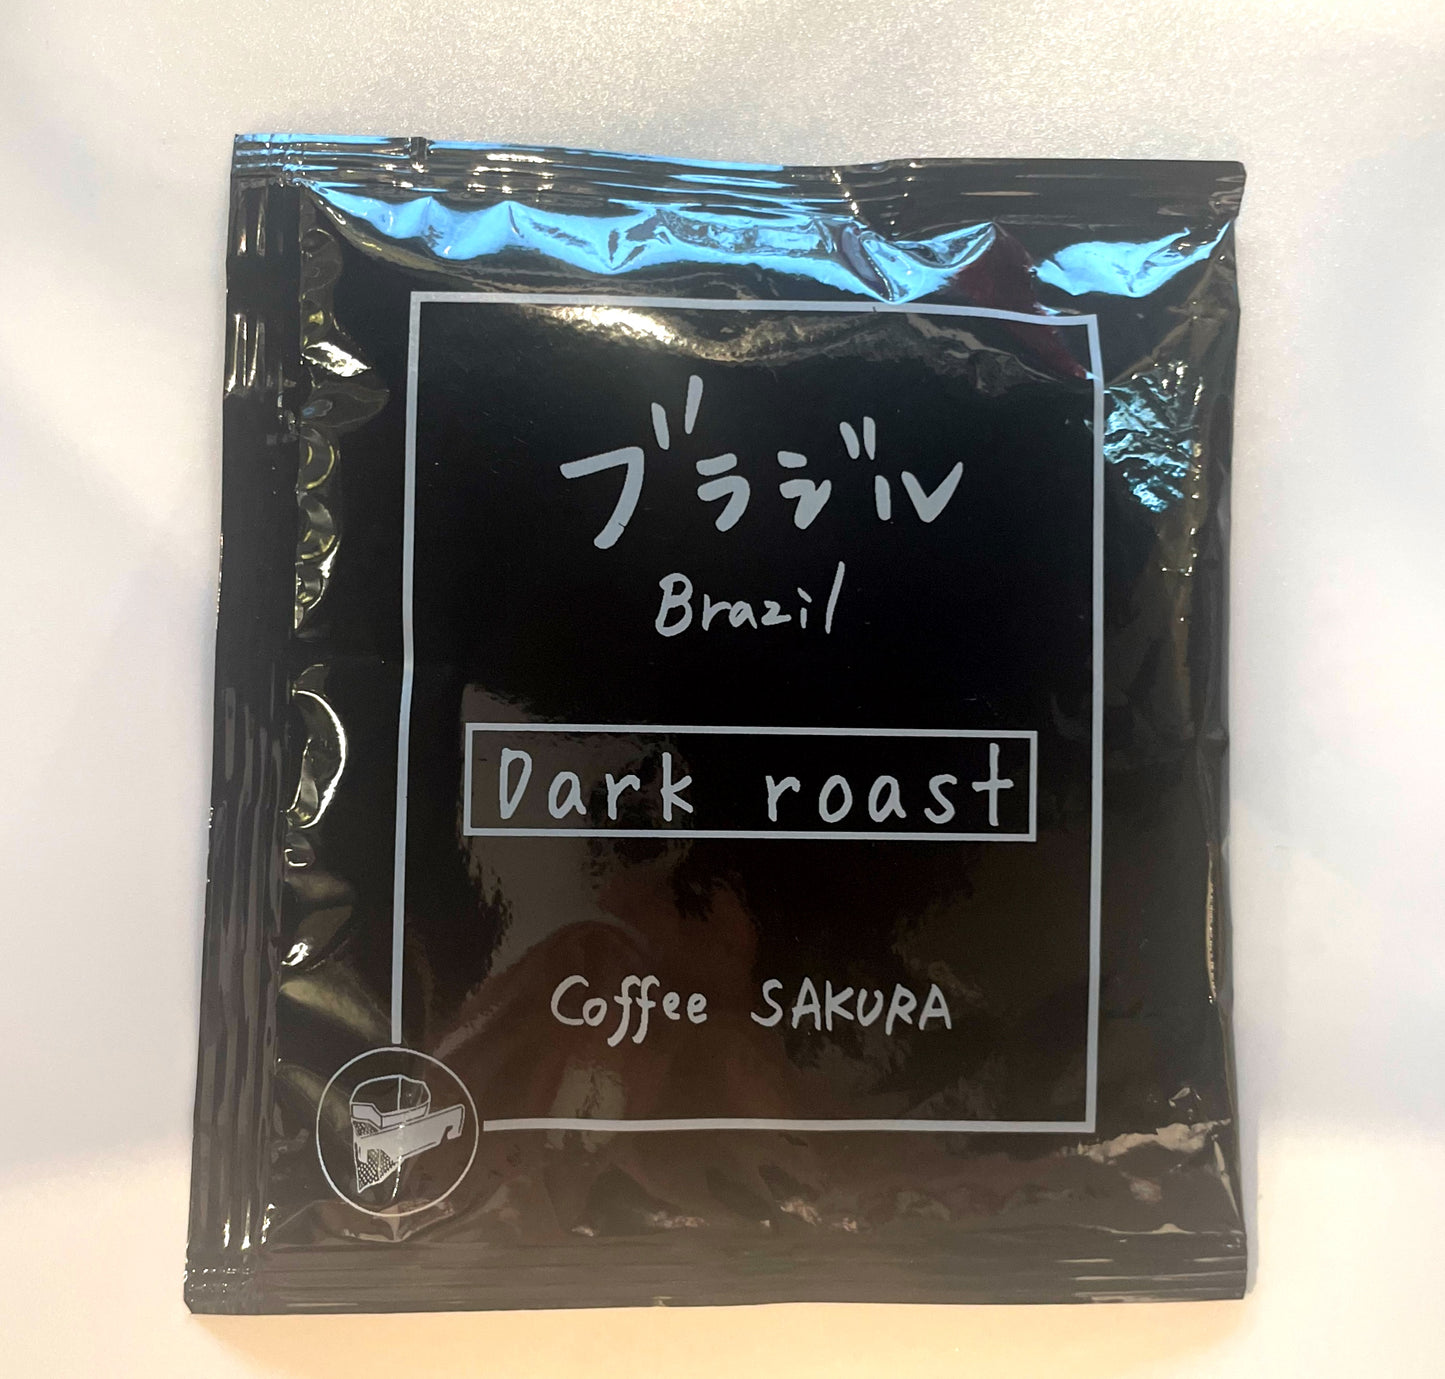 ブラジル
Brazil
Dark roast
Coffee SAKURA